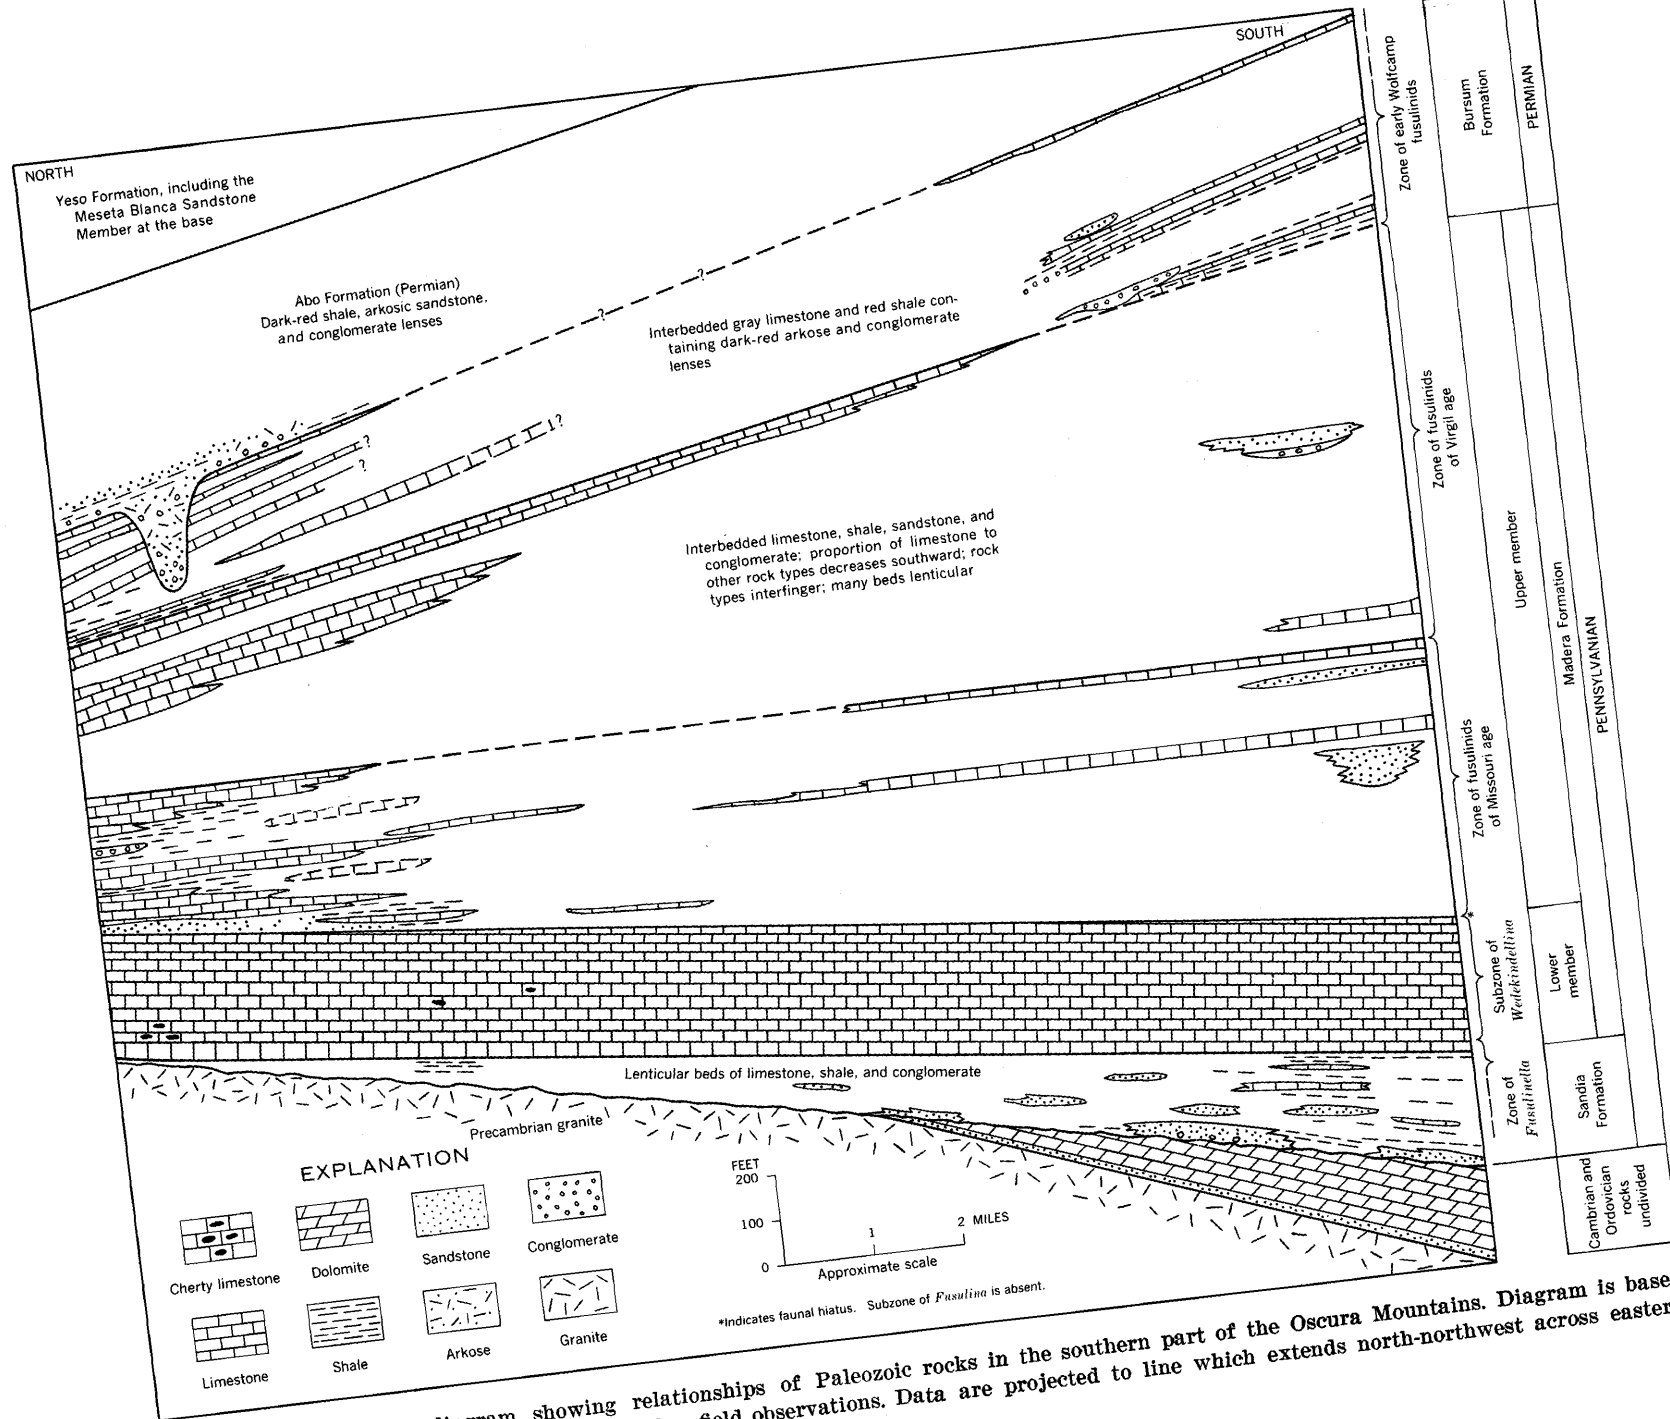 SOUTH
NORTH
Yeso Formation, including the
Meseta Blanca Sandstone
Member at the base
Abo Formation (Permian)
Dark-red shale, arkosic sandstone,
and conglomerate lenses
?
?
Interbedded gray limestone and red shale con-
taining dark-red arkose and conglomerate
lenses
?
?
?
Interbedded limestone, shale, sandstone, and
conglomerate; proportion of limestone to
other rock types decreases southward; rock
types interfinger; many beds lenticular
Lenticular beds of limestone, shale, and conglomerate
Precambrian granite
Zone of early Wolfcamp
fusulinids
Bursum
Formation
PERMIAN
Zone of fusulinids
of Virgil age
Zone of fusulinids
of Missouri age
Upper member
Madera Formation
PENNSYLVANIAN
*
Subzone of
Wedekindellina
Lower
member
Zone of
Fusulinella
Sandia
Formation
Cambrian and
Ordovician
rocks
undivided
EXPLANATION
Cherty limestone
Dolomite
Sandstone
Conglomerate
Limestone
Shale
Arkose
Granite
FEET
200
100
0
1
2 MILES
Approximate scale
*Indicates faunal hiatus. Subzone of Fusulina is absent.
showing relationships of Paleozoic rocks in the southern part of the Oscura Mountains. Diagram is
field observations. Data are projected to line which extends north-northwest across